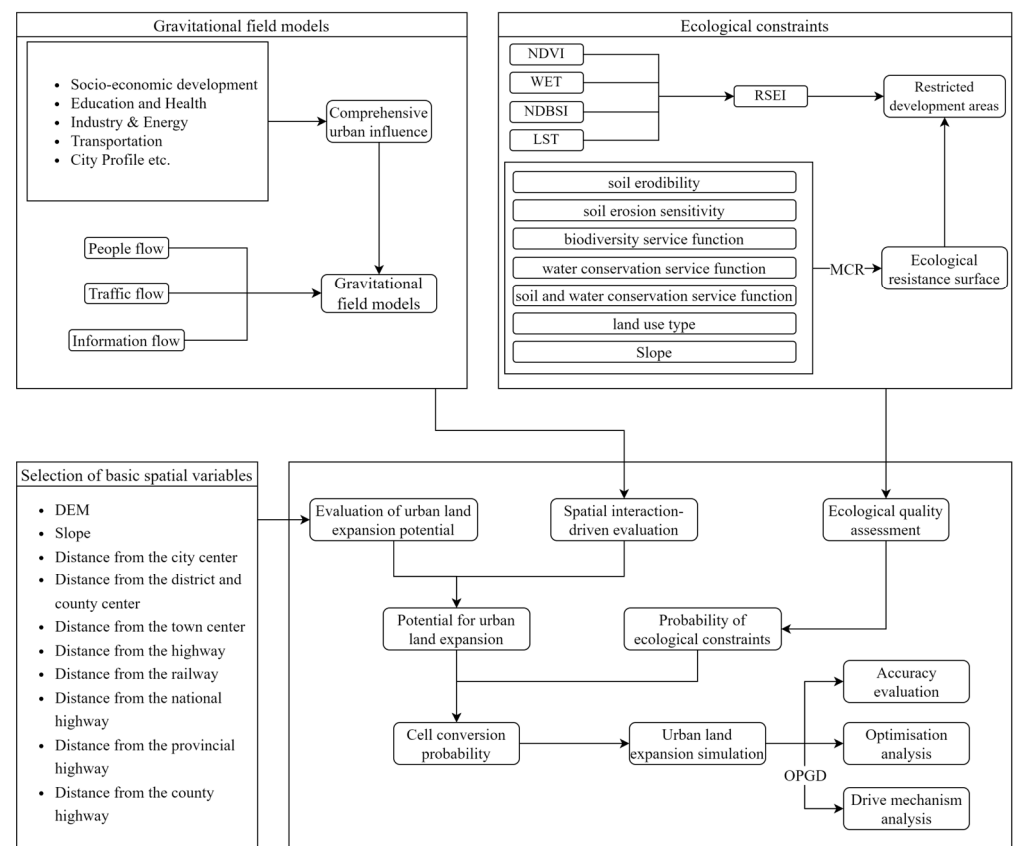 Gravitational field models
• Socio-economic development
• Education and Health
• Industry & Energy
• Transportation
• City Profile etc.
Comprehensive
urban influence
People flow
Traffic flow
Information flow
Gravitational
field models
Ecological constraints
NDVI
WET
NDBSI
LST
RSEI
Restricted
development areas
soil erodibility
soil erosion sensitivity
biodiversity service function
water conservation service function
soil and water conservation service function
land use type
Slope
MCR
Ecological
resistance surface
Selection of basic spatial variables
• DEM
• Slope
• Distance from the city center
• Distance from the district and
county center
• Distance from the town center
• Distance from the highway
• Distance from the railway
• Distance from the national
highway
• Distance from the provincial
highway
• Distance from the county
highway
Evaluation of urban land
expansion potential
Spatial interaction-
driven evaluation
Ecological quality
assessment
Potential for urban
land expansion
Probability of
ecological constraints
Cell conversion
probability
Urban land
expansion simulation
OPGD
Accuracy
evaluation
Optimisation
analysis
Drive mechanism
analysis